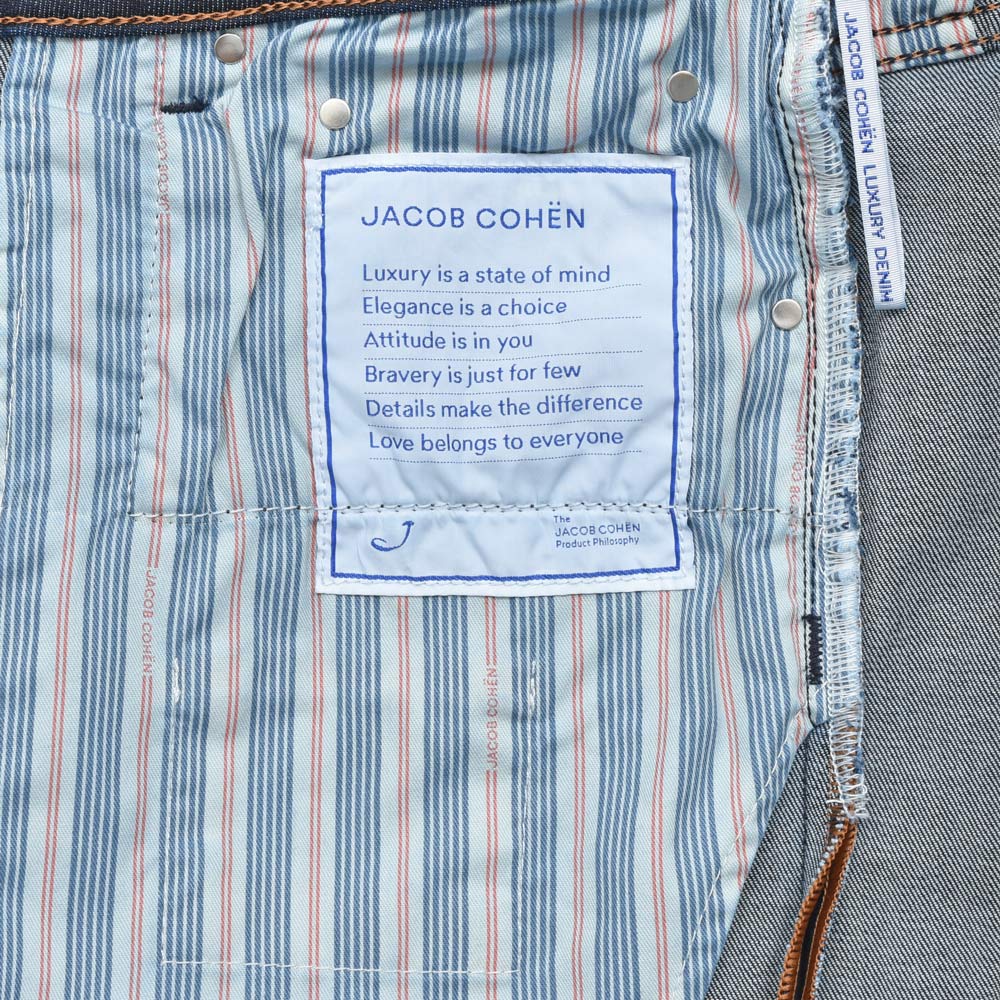 JACOB COHËN LUXURY DENIM
JACOB COHËN
Luxury is a state of mind
Elegance is a choice
Attitude is in you
Bravery is just for few
Details make the difference
Love belongs to everyone
The
JACOB COHËN
Product Philosophy
JACOB COHËN
JACOB COHËN